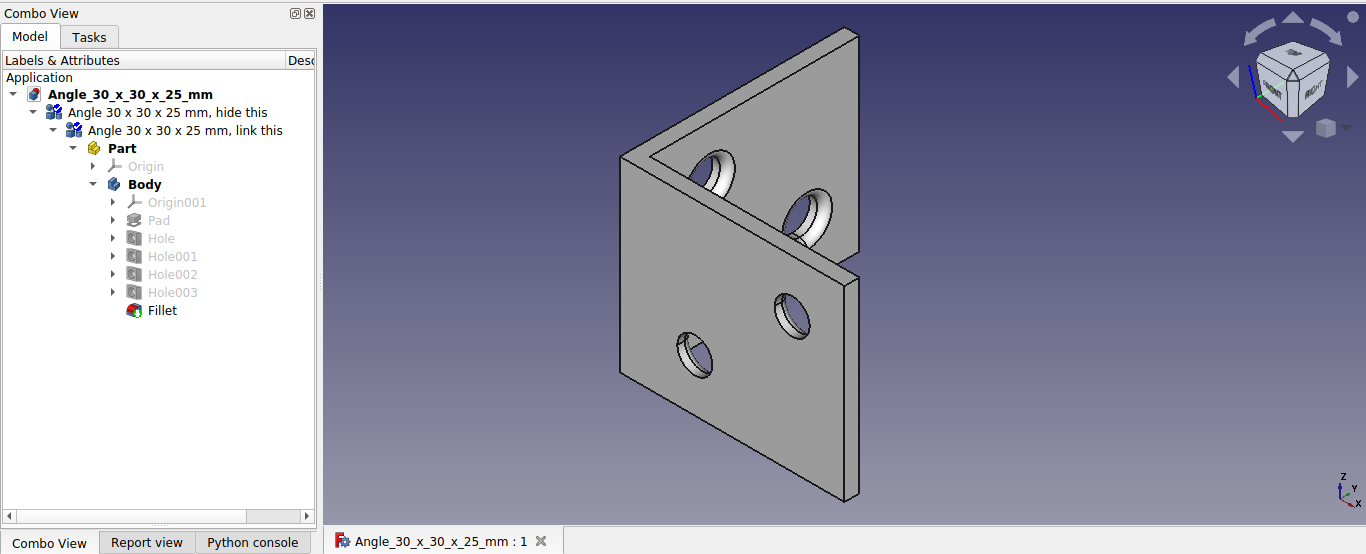 Combo View
Model
Tasks
Labels & Attributes
Desc
Application
Angle_30_x_30_x_25_mm
Angle 30 x 30 x 25 mm, hide this
Angle 30 x 30 x 25 mm, link this
Part
Origin
Body
Origin001
Pad
Hole
Hole001
Hole002
Hole003
Fillet
Combo View
Report view
Python console
Angle_30_x_30_x_25_mm : 1
FRONT
RIGHT
Z
Y
X